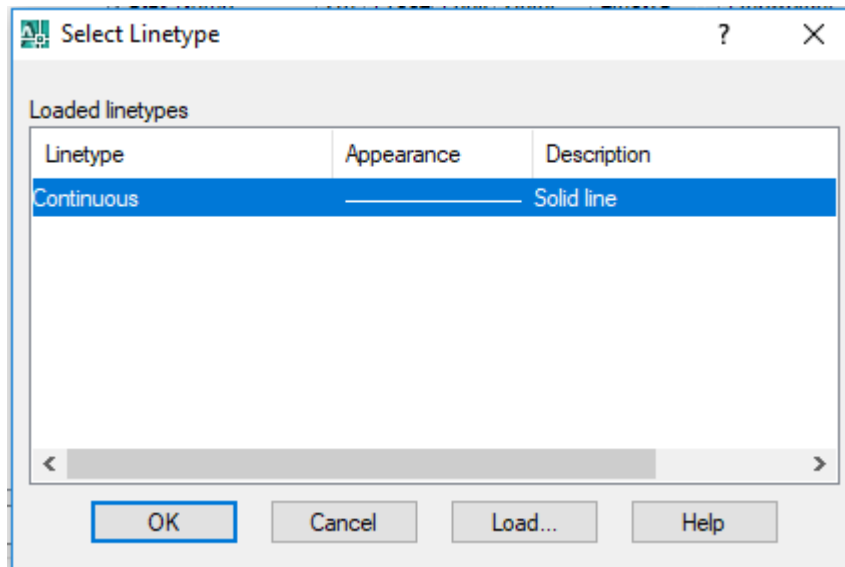 Select Linetype
?
Loaded linetypes
Linetype Appearance Description
Continuous Solid line
OK Cancel Load... Help